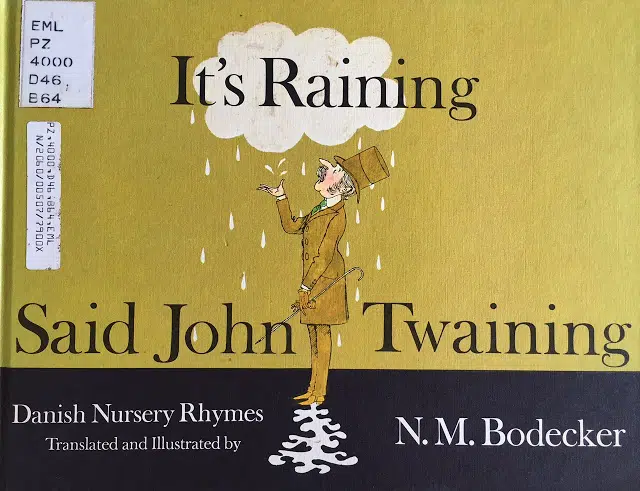 EML
PZ
4000
D46
B64
It's Raining
Said John Twaining
Danish Nursery Rhymes
Translated and Illustrated by
N. M. Bodecker